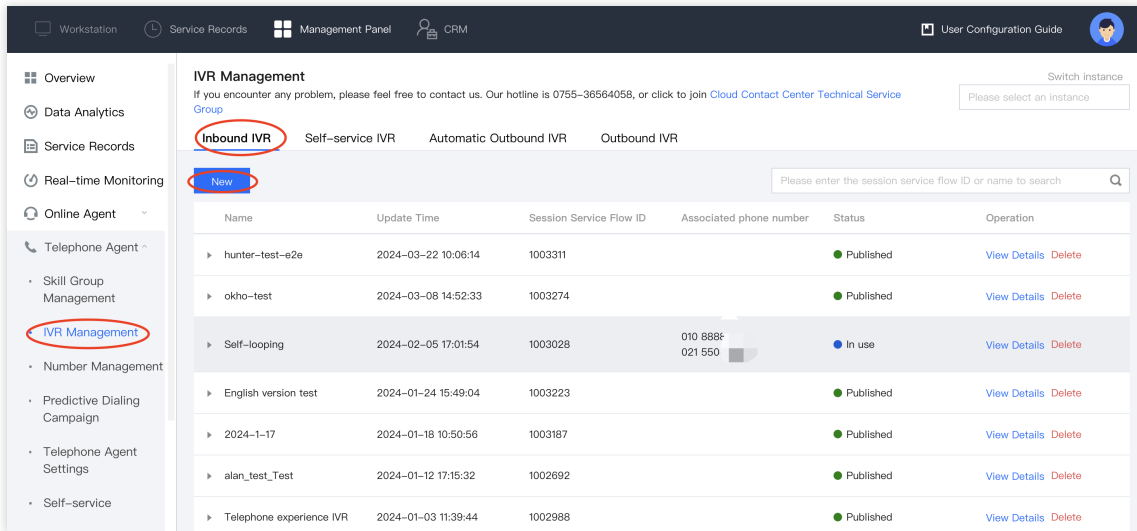 Workstation
Service Records
Management Panel
CRM
User Configuration Guide
Overview
Data Analytics
Service Records
Real-time Monitoring
Online Agent
Telephone Agent
Skill Group
Management
IVR Management
Number Management
Predictive Dialing
Campaign
Telephone Agent
Settings
Self-service
IVR Management
Switch instance
If you encounter any problem, please feel free to contact us. Our hotline is 0755-36564058, or click to join Cloud Contact Center Technical Service
Group
Please select an instance
Inbound IVR Self-service IVR Automatic Outbound IVR Outbound IVR
New
Please enter the session service flow ID or name to search
Name Update Time Session Service Flow ID Associated phone number Status Operation
hunter-test-e2e 2024-03-22 10:06:14 1003311 Published View Details Delete
okho-test 2024-03-08 14:52:33 1003274 Published View Details Delete
Self-looping 2024-02-05 17:01:54 1003028 010 8888 In use View Details Delete
021 550
English version test 2024-01-24 15:49:04 1003223 Published View Details Delete
2024-1-17 2024-01-18 10:50:56 1003187 Published View Details Delete
alan_test_Test 2024-01-12 17:15:32 1002692 Published View Details Delete
Telephone experience IVR 2024-01-03 11:39:44 1002988 Published View Details Delete